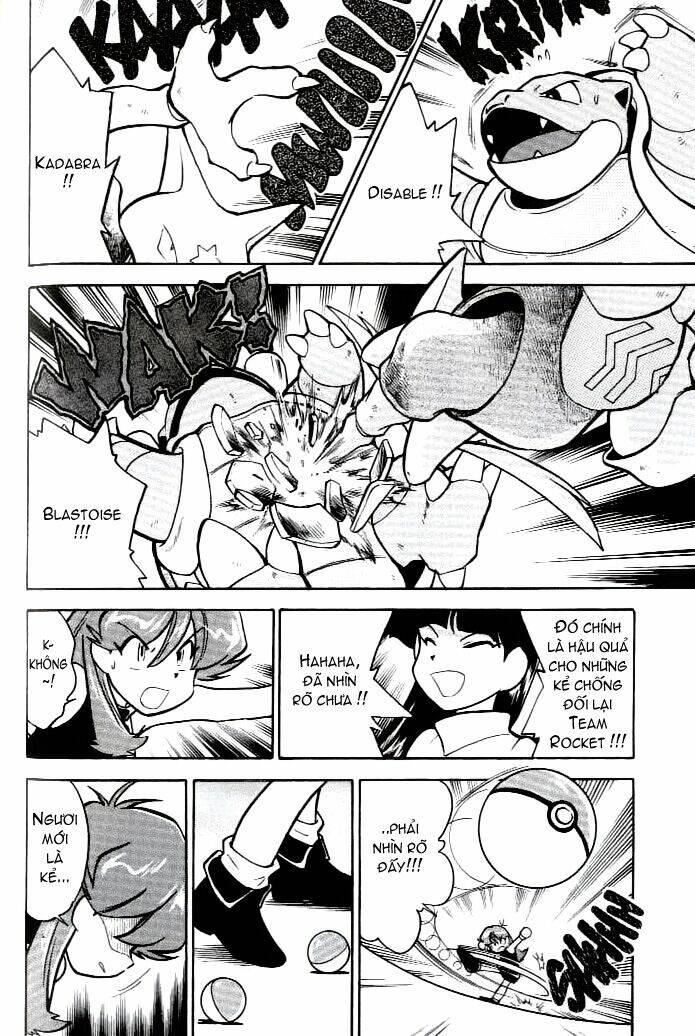 KADABRA
!!
DISABLE !!
WAK!
BLASTOISE
!!!
K-
KHÔNG
~!
HAHAHA,
ĐÃ NHÌN
RÕ CHƯA !!
ĐÓ CHÍNH
LÀ HẬU QUẢ
CHO NHỮNG
KẺ CHỐNG
ĐỐI LẠI
TEAM
ROCKET !!!
NGƯƠI
MỚI
LÀ
KẺ...
..PHẢI
NHÌN RÕ
ĐẤY!!!